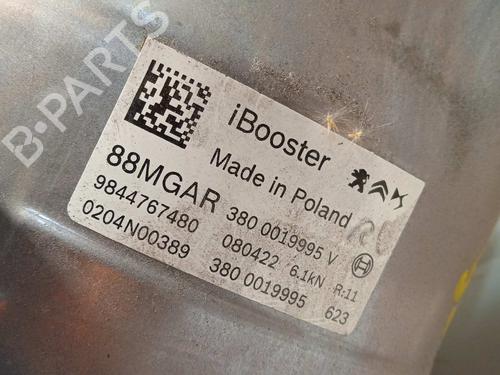 B-PARTS
iBooster
Made in Poland
88MGAR 380 0019995 V
9844767480 080422 6.1kN R:11
0204N00389 380 0019995 623